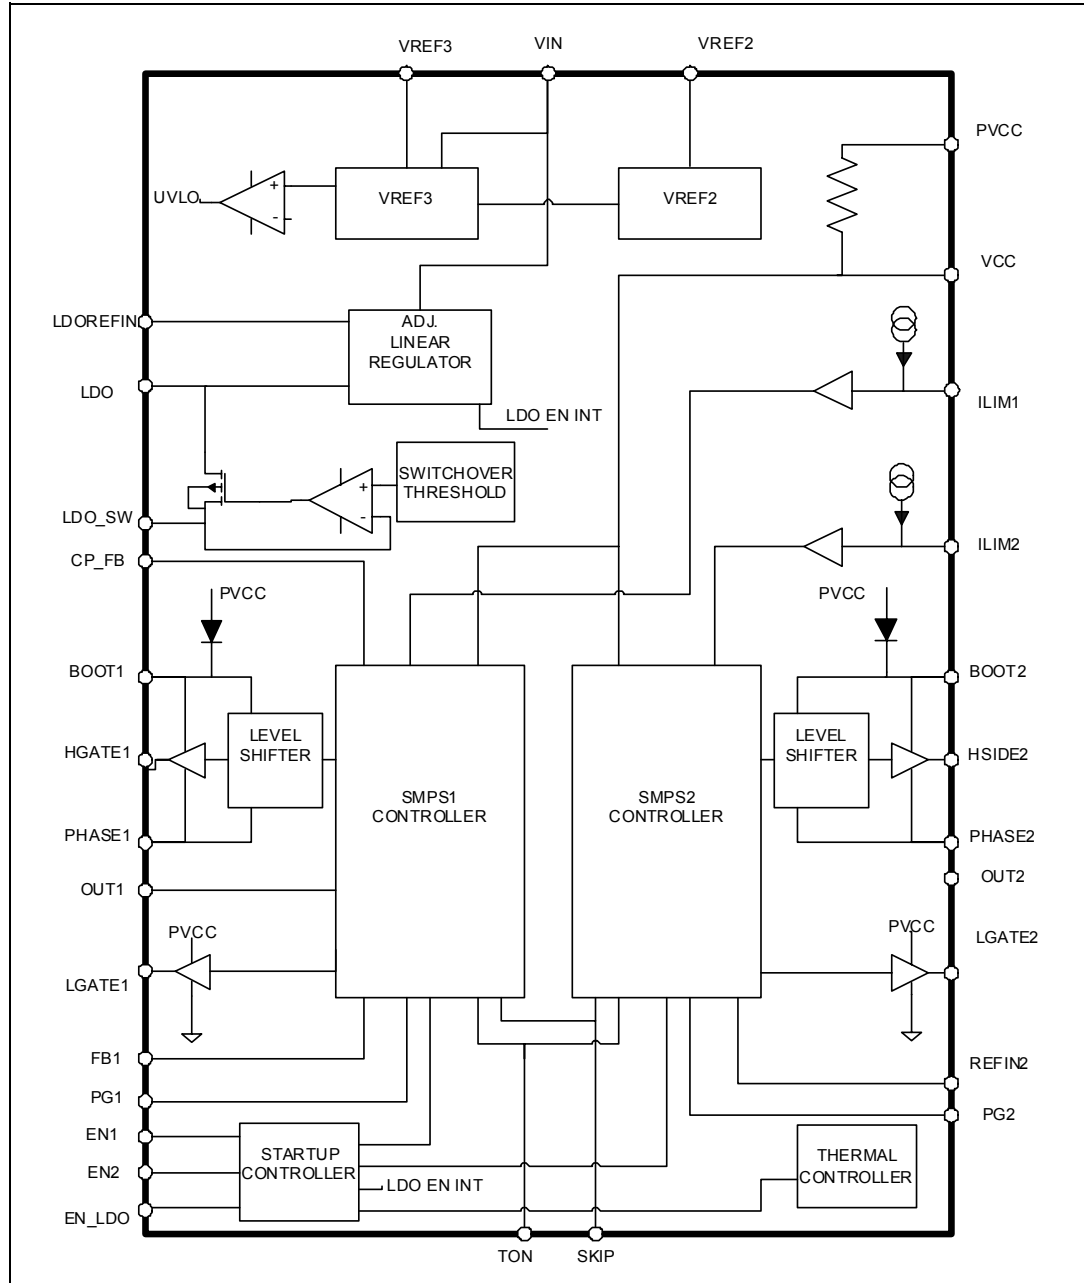 VREF3
VIN
VREF2
PVCC
VREF3
VREF2
UVLO
+
-
VCC
LDOREFIN
ADJ.
LINEAR
REGULATOR
LDO
LDO EN INT
ILIM1
SWITCHOVER
THRESHOLD
+
-
LDO_SW
ILIM2
CP_FB
PVCC
PVCC
BOOT1
BOOT2
LEVEL
SHIFTER
LEVEL
SHIFTER
HGATE1
HSIDE2
SMPS1
CONTROLLER
SMPS2
CONTROLLER
PHASE1
PHASE2
OUT1
OUT2
PVCC
PVCC
LGATE2
LGATE1
FB1
REFIN2
PG1
PG2
EN1
STARTUP
CONTROLLER
THERMAL
CONTROLLER
EN2
LDO EN INT
EN_LDO
TON
SKIP